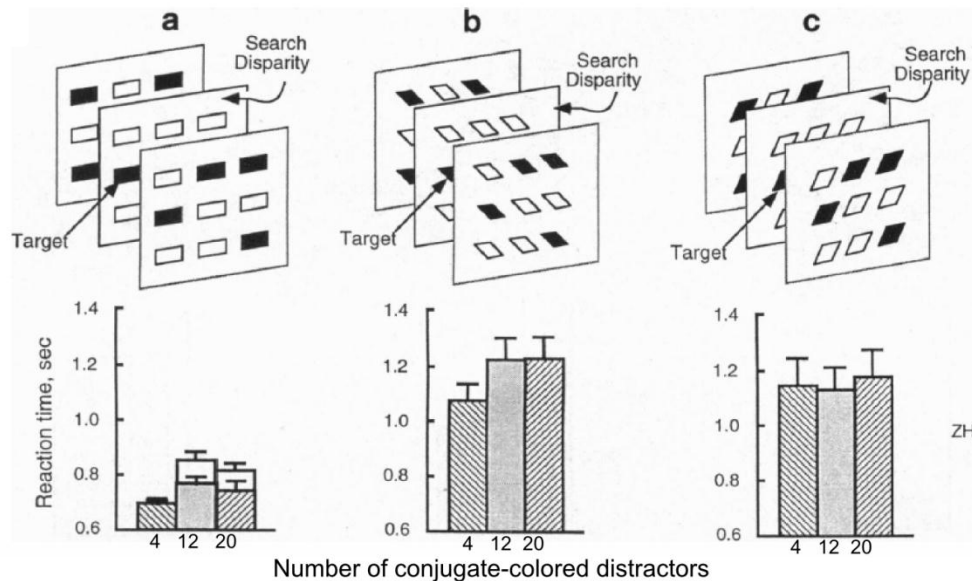 a
Search
Disparity
Target
b
Search
Disparity
Target
c
Search
Disparity
Target
Reaction time, sec
1.4
1.2
1.0
0.8
0.6
4 12 20
1.4
1.2
1.0
0.8
0.6
4 12 20
1.4
1.2
1.0
0.8
0.6
4 12 20
ZH
Number of conjugate-colored distractors